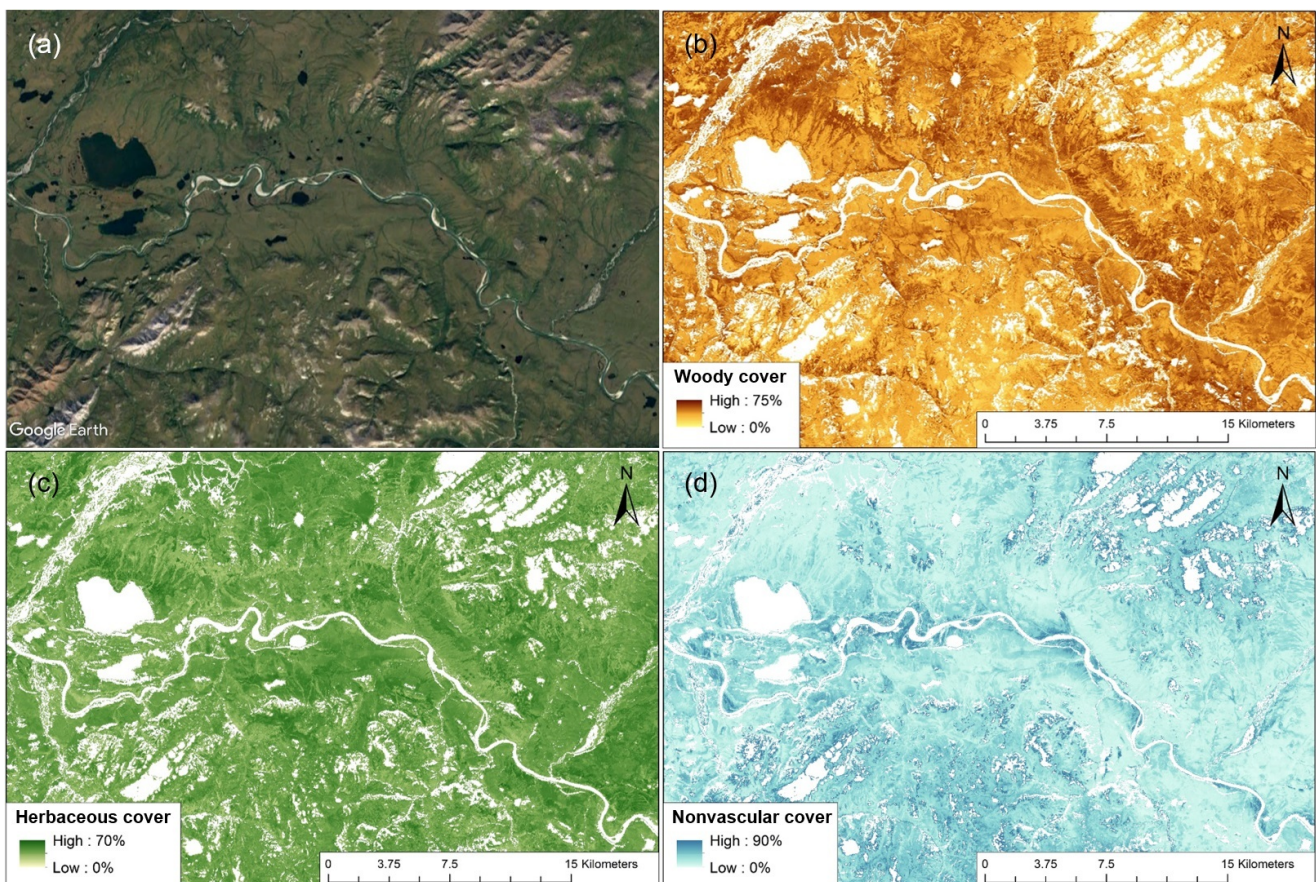 (a)
Google Earth
(b)
N
Woody cover
High : 75%
Low : 0%
0 3.75 7.5 15 Kilometers
(c)
N
Herbaceous cover
High : 70%
Low : 0%
0 3.75 7.5 15 Kilometers
(d)
N
Nonvascular cover
High : 90%
Low : 0%
0 3.75 7.5 15 Kilometers